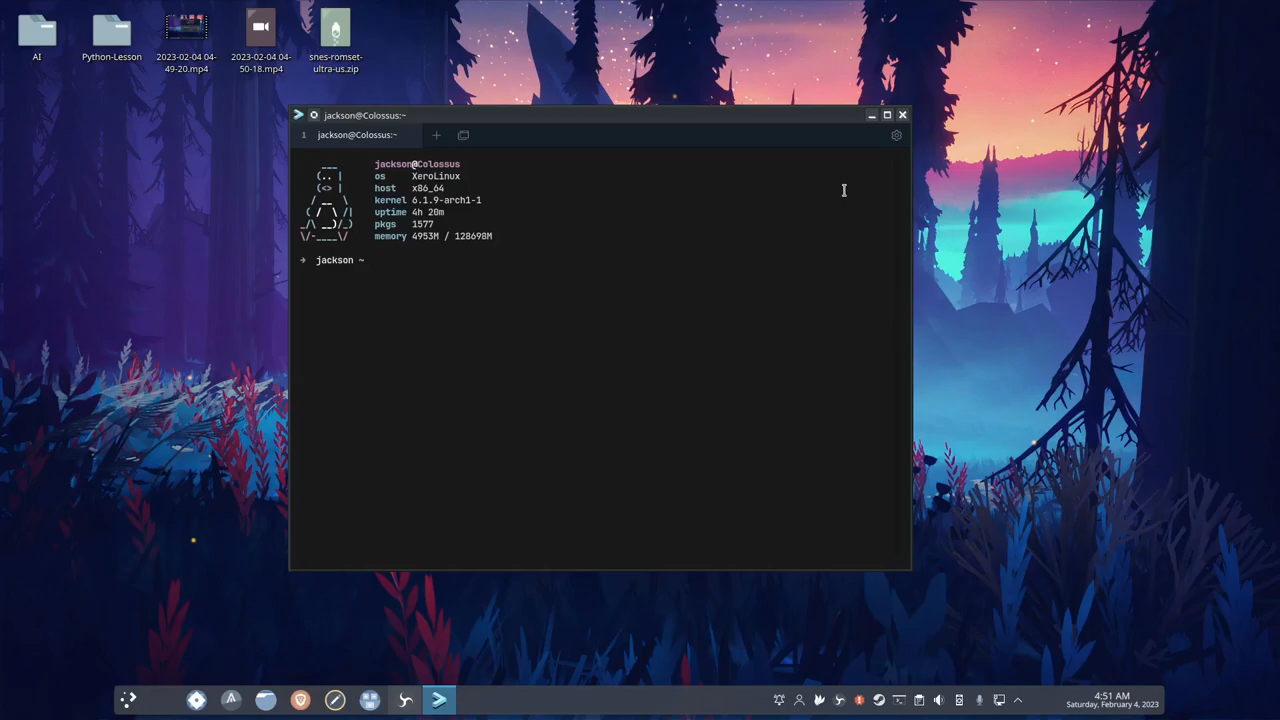 AI
Python-Lesson
2023-02-04 04-
49-20.mp4
2023-02-04 04-
50-18.mp4
snes-romset-
ultra-us.zip
jackson@Colossus:~
1 jackson@Colossus:~
jackson@Colossus
os XeroLinux
host x86_64
kernel 6.1.9-arch1-1
uptime 4h 20m
pkgs 1577
memory 4953M / 128698M
➜ jackson ~
4:51 AM
Saturday, February 4, 2023